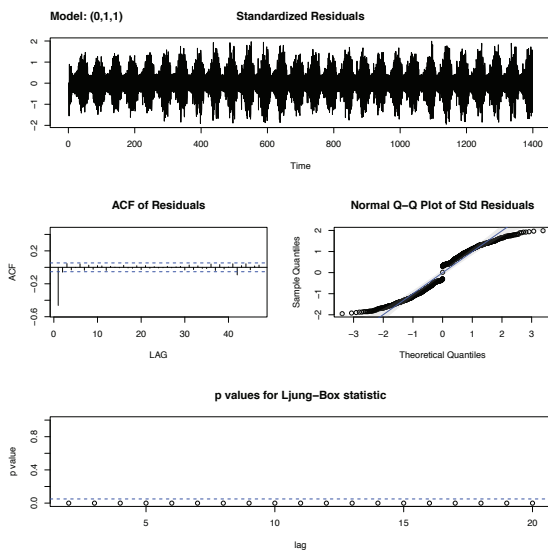 Model: (0,1,1) Standardized Residuals
2
1
0
−1
−2
0 200 400 600 800 1000 1200 1400
Time
ACF of Residuals
ACF
0.2
−0.2
−0.6
0 10 20 30 40
LAG
Normal Q−Q Plot of Std Residuals
Sample Quantiles
2
1
0
−1
−2
−3 −2 −1 0 1 2 3
Theoretical Quantiles
p values for Ljung−Box statistic
p value
0.8
0.4
0.0
5 10 15 20
lag